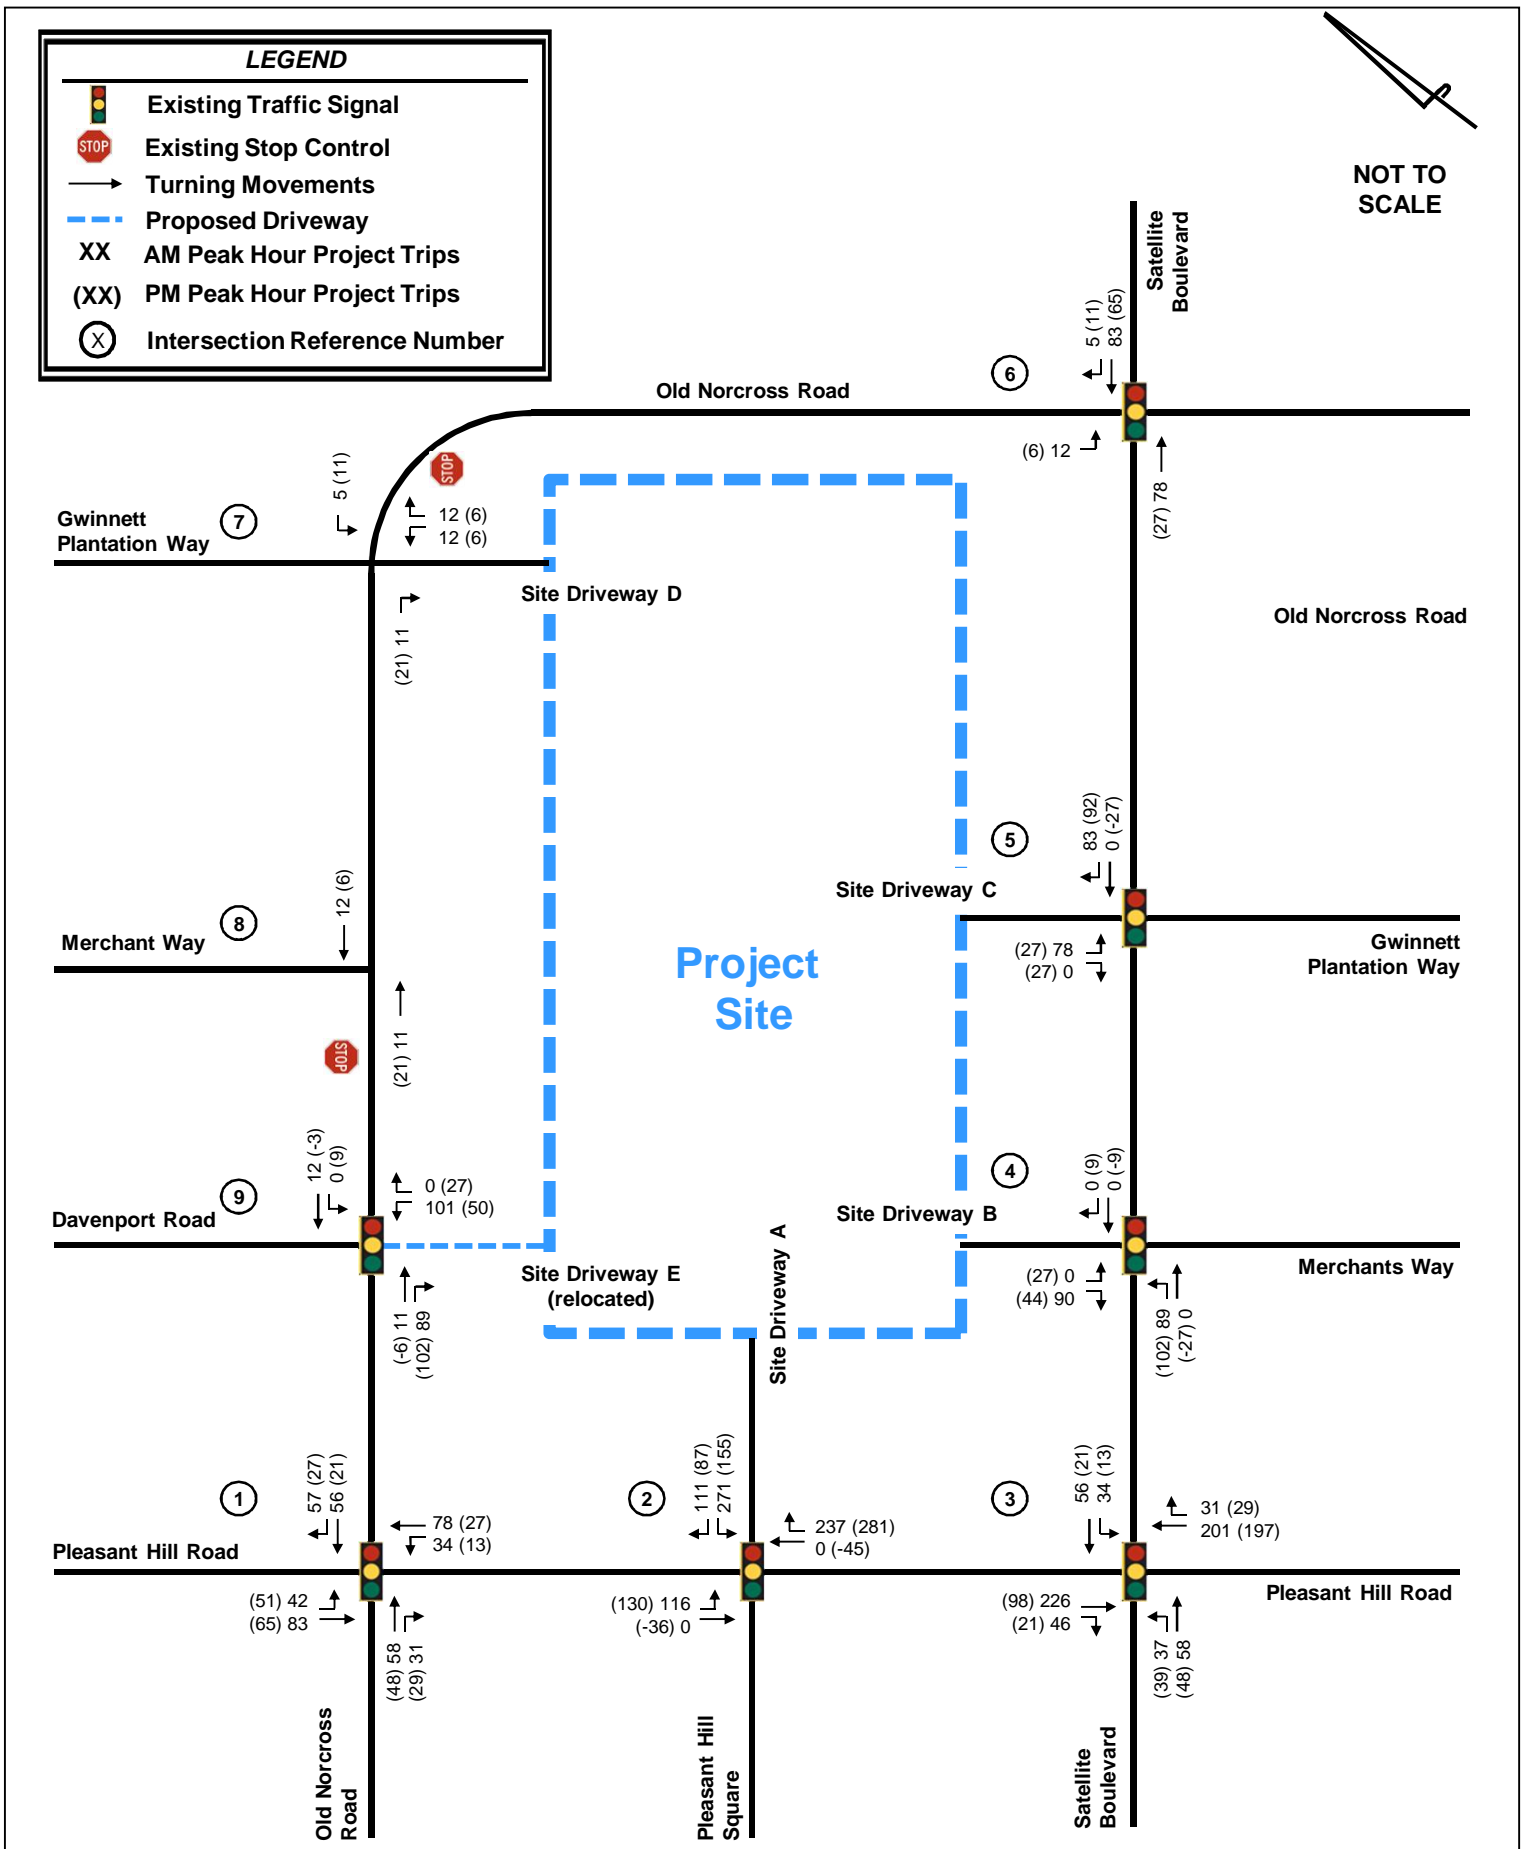 LEGEND
Existing Traffic Signal
STOP
Existing Stop Control
Turning Movements
Proposed Driveway
XX AM Peak Hour Project Trips
(XX) PM Peak Hour Project Trips
X Intersection Reference Number
NOT TO
SCALE
Satellite
Boulevard
5 (11)
83 (65)
6
Old Norcross Road
(6) 12
(27) 78
STOP
5 (11)
7
Gwinnett
Plantation Way
12 (6)
12 (6)
Site Driveway D
(21) 11
Old Norcross Road
83 (92)
0 (-27)
5
Site Driveway C
(27) 78
(27) 0
Gwinnett
Plantation Way
12 (6)
8
Merchant Way
(21) 11
STOP
Project
Site
12 (-3)
0 (9)
9
0 (27)
101 (50)
Davenport Road
Site Driveway E
(relocated)
(-6) 11
(102) 89
Site Driveway A
0 (9)
0 (-9)
4
Site Driveway B
(27) 0
(44) 90
Merchants Way
(102) 89
(-27) 0
57 (27)
56 (21)
1
78 (27)
34 (13)
Pleasant Hill Road
(51) 42
(65) 83
(48) 58
(29) 31
Old Norcross
Road
111 (87)
271 (155)
2
237 (281)
0 (-45)
(130) 116
(-36) 0
Pleasant Hill
Square
56 (21)
34 (13)
3
31 (29)
201 (197)
Pleasant Hill Road
(98) 226
(21) 46
(39) 37
(48) 58
Satellite
Boulevard